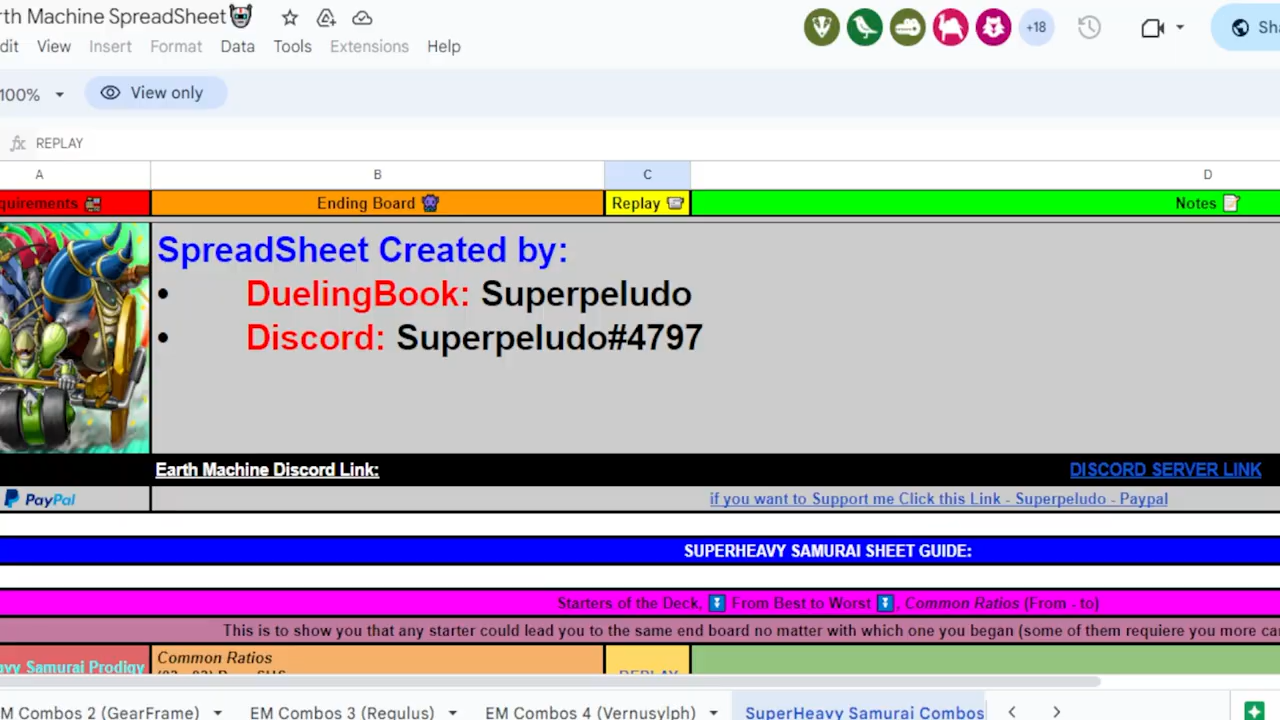 rth Machine SpreadSheet
dit View Insert Format Data Tools Extensions Help
+18
Sha
100%
View only
fx REPLAY
A B C D
quirements Ending Board Replay Notes
SpreadSheet Created by:
• DuelingBook: Superpeludo
• Discord: Superpeludo#4797
Earth Machine Discord Link: DISCORD SERVER LINK
PayPal if you want to Support me Click this Link - Superpeludo - Paypal
SUPERHEAVY SAMURAI SHEET GUIDE:
Starters of the Deck, From Best to Worst , Common Ratios (From - to)
This is to show you that any starter could lead you to the same end board no matter with which one you began (some of them requiere you more car
avy Samurai Prodigy Common Ratios
REPLAY
M Combos 2 (GearFrame) EM Combos 3 (Regulus) EM Combos 4 (Vernusylph) SuperHeavy Samurai Combos